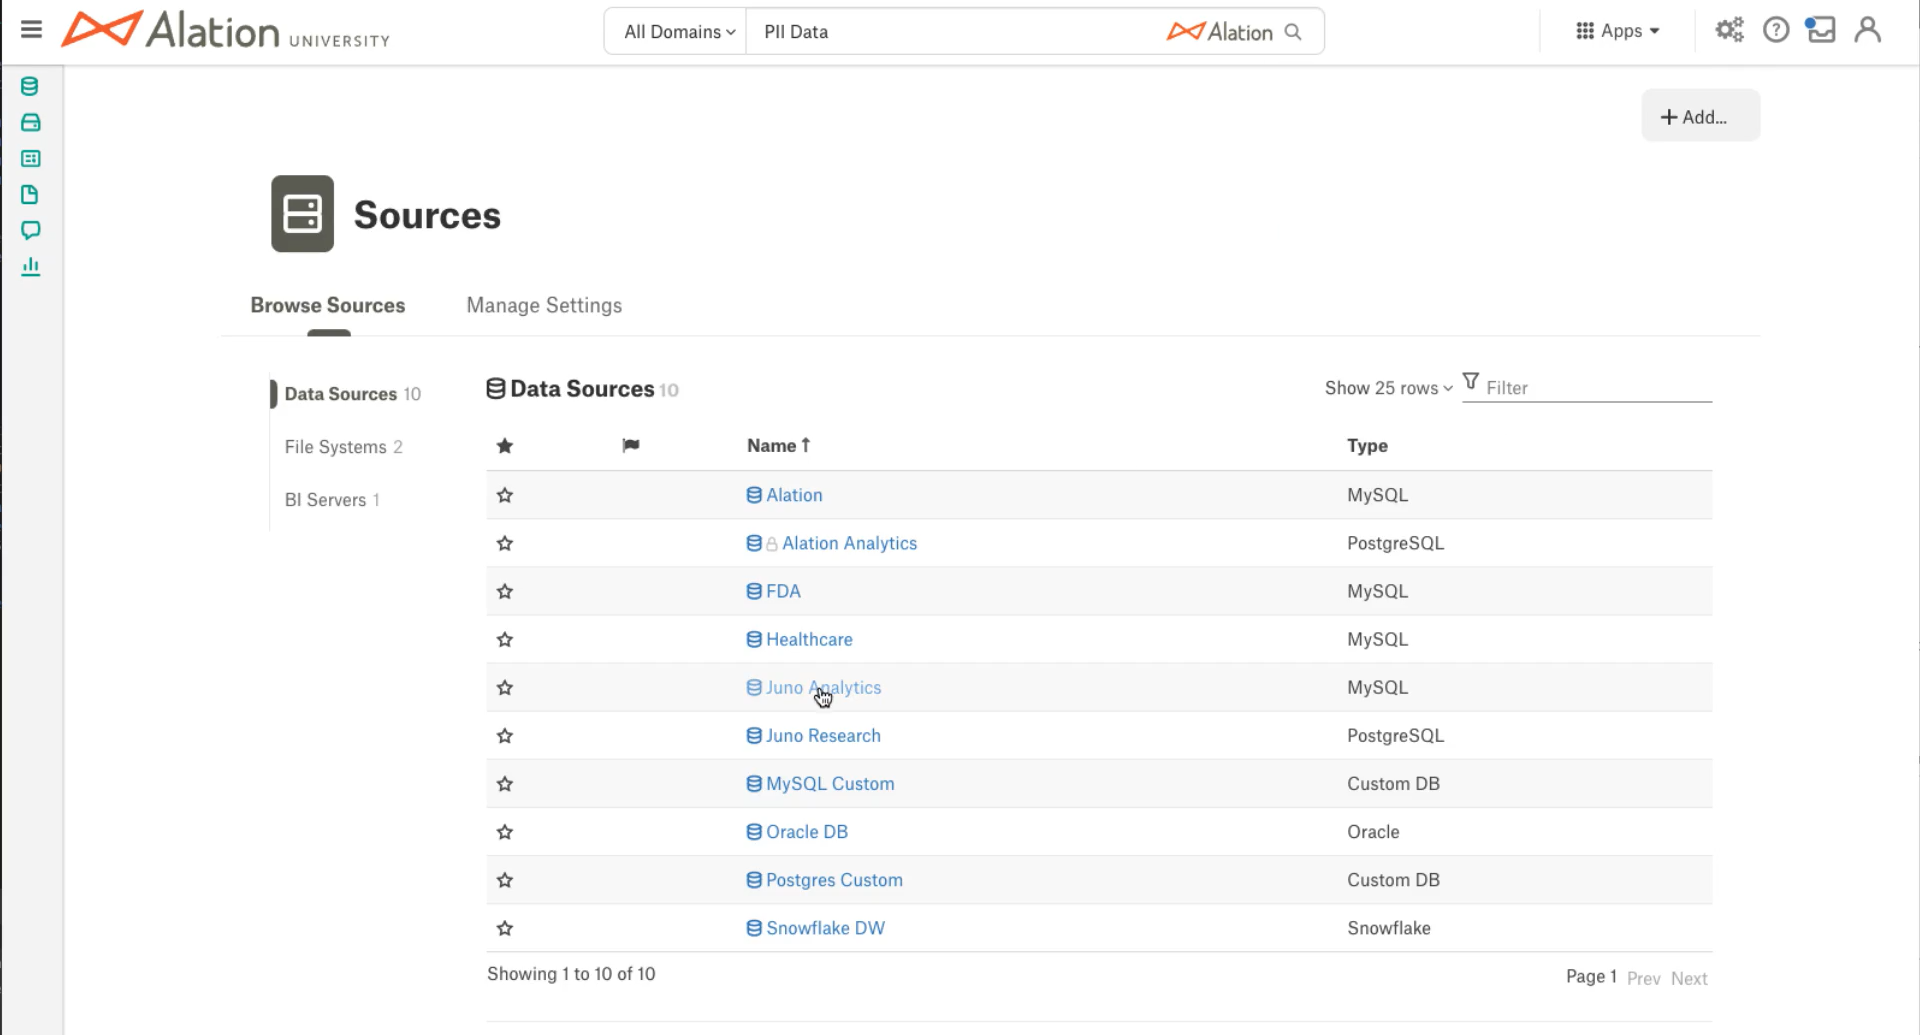 Alation UNIVERSITY
All Domains
PII Data
Alation
Apps
+ Add...
Sources
Browse Sources
Manage Settings
Data Sources 10
File Systems 2
BI Servers 1
Data Sources 10
Show 25 rows
Filter
Name ↑ Type
Alation MySQL
Alation Analytics PostgreSQL
FDA MySQL
Healthcare MySQL
Juno Analytics MySQL
Juno Research PostgreSQL
MySQL Custom Custom DB
Oracle DB Oracle
Postgres Custom Custom DB
Snowflake DW Snowflake
Showing 1 to 10 of 10
Page 1 Prev Next